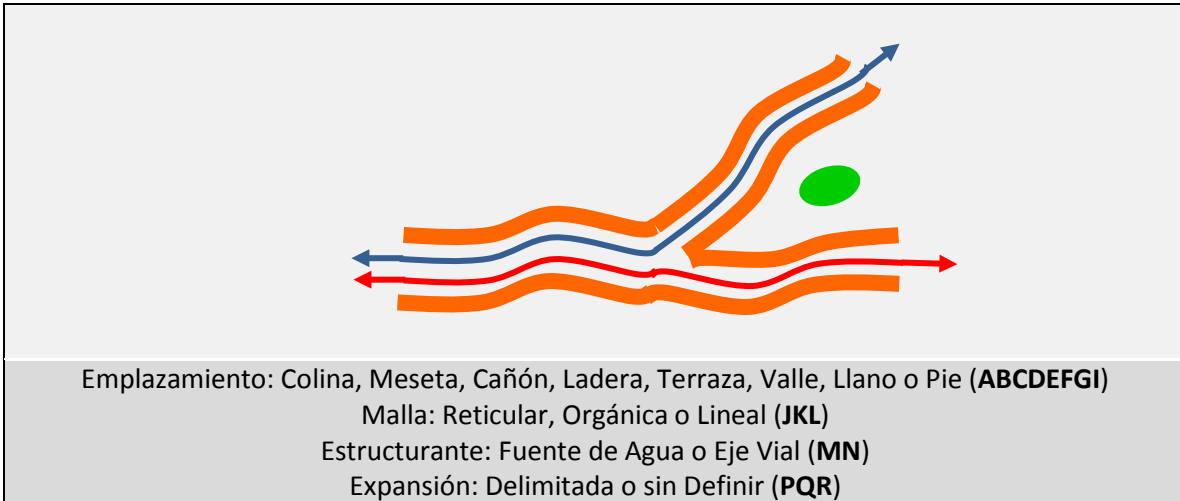 Emplazamiento: Colina, Meseta, Cañón, Ladera, Terraza, Valle, Llano o Pie (ABCDEFGI)
Malla: Reticular, Orgánica o Lineal (JKL)
Estructurante: Fuente de Agua o Eje Vial (MN)
Expansión: Delimitada o sin Definir (PQR)